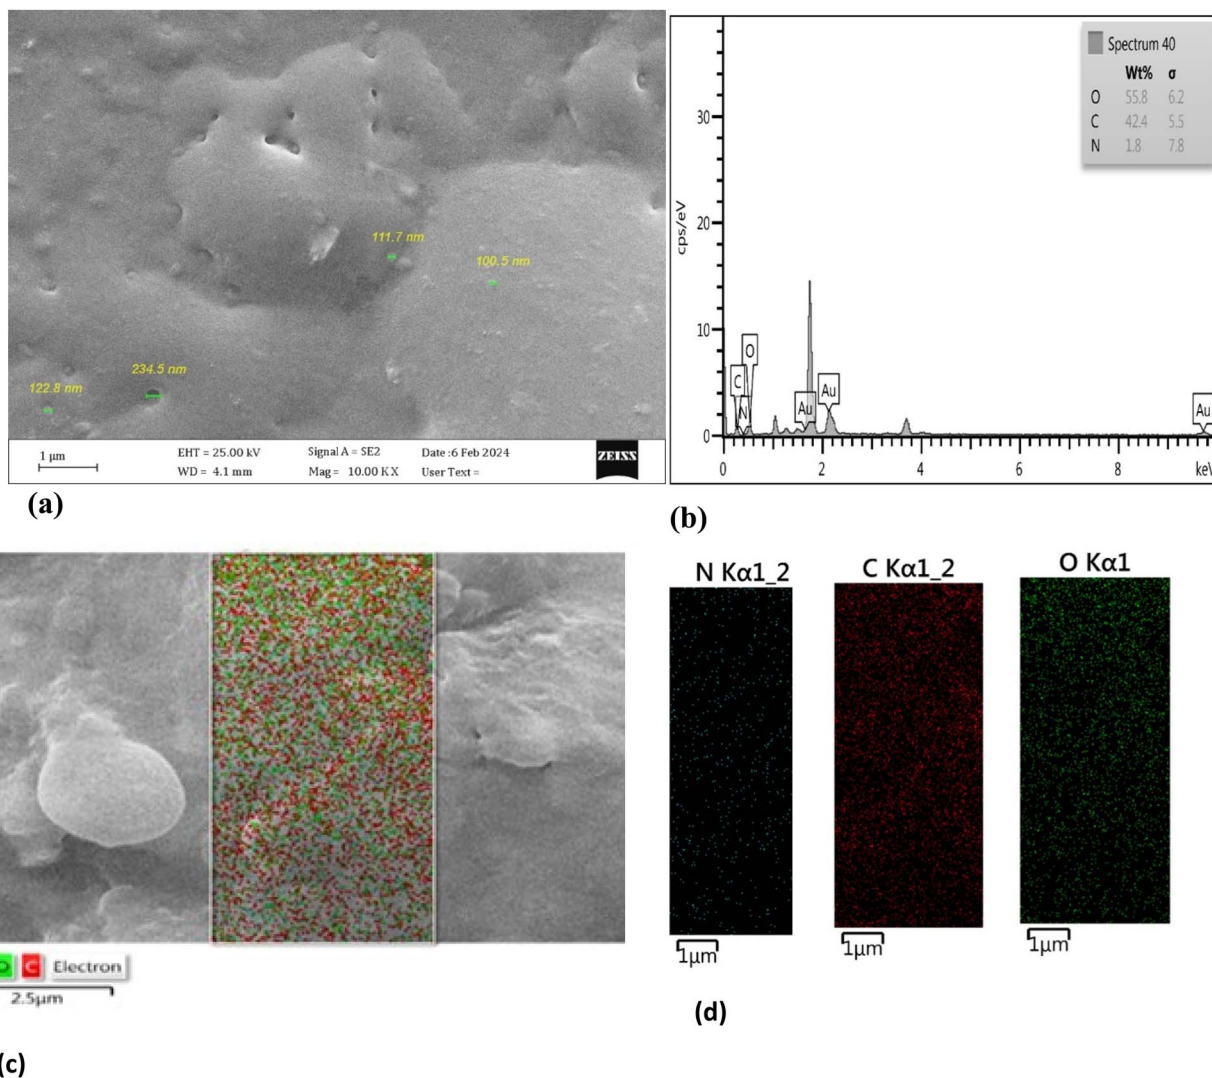 111.7 nm
100.5 nm
234.5 nm
122.8 nm
1 µm
EHT = 25.00 kV
WD = 4.1 mm
Signal A = SE2
Mag = 10.00 K X
Date :6 Feb 2024
User Text =
ZEISS
(a)
cps/eV
30
20
10
0
0
2
4
6
8
keV
Spectrum 40
Wt% σ
O 55.8 6.2
C 42.4 5.5
N 1.8 7.8
O
C
N
Au
Au
Au
(b)
C Electron
2.5µm
(c)
N Kα1_2
C Kα1_2
O Kα1
1µm
1µm
1µm
(d)